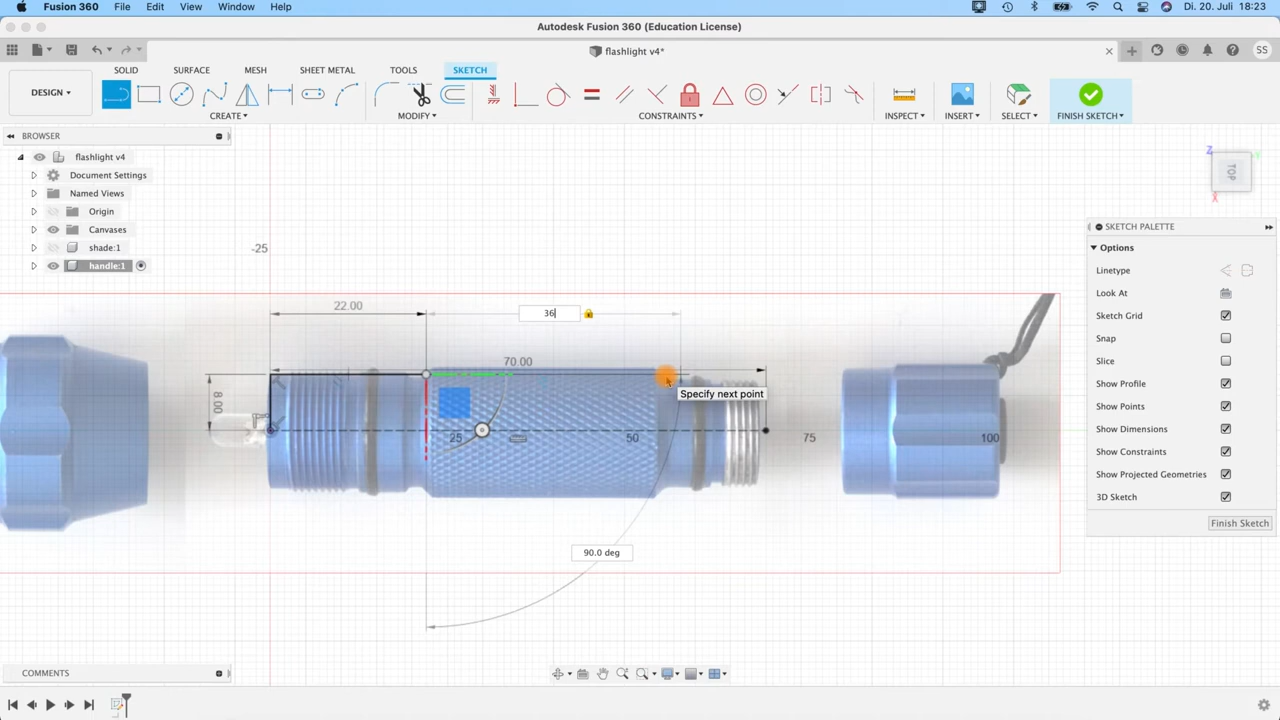 Fusion 360 File Edit View Window Help
Di. 20. Juli 18:23
Autodesk Fusion 360 (Education License)
flashlight v4*
SS
SOLID SURFACE MESH SHEET METAL TOOLS SKETCH
DESIGN
CREATE MODIFY CONSTRAINTS INSPECT INSERT SELECT FINISH SKETCH
BROWSER
flashlight v4
Document Settings
Named Views
Origin
Canvases
shade:1
handle:1
Z
Y
TOP
X
SKETCH PALETTE
Options
Linetype
Look At
Sketch Grid
Snap
Slice
Show Profile
Show Points
Show Dimensions
Show Constraints
Show Projected Geometries
3D Sketch
Finish Sketch
-25
22.00
36
70.00
Specify next point
8.00
25
50
75
100
90.0 deg
COMMENTS